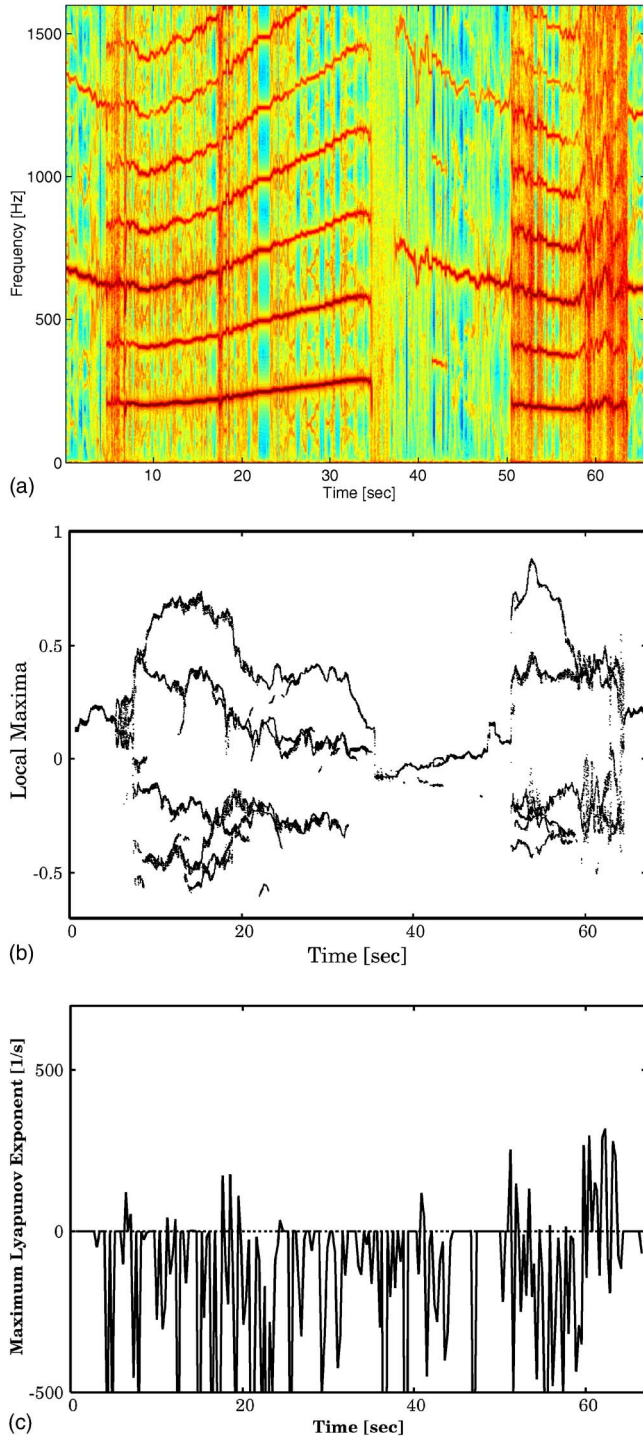 1500
1000
500
0
Frequency [Hz]
10 20 30 40 50 60
Time [sec]
(a)
1
0.5
0
-0.5
Local Maxima
0 20 40 60
Time [sec]
(b)
500
0
-500
Maximum Lyapunov Exponent [1/s]
0 20 40 60
Time [sec]
(c)